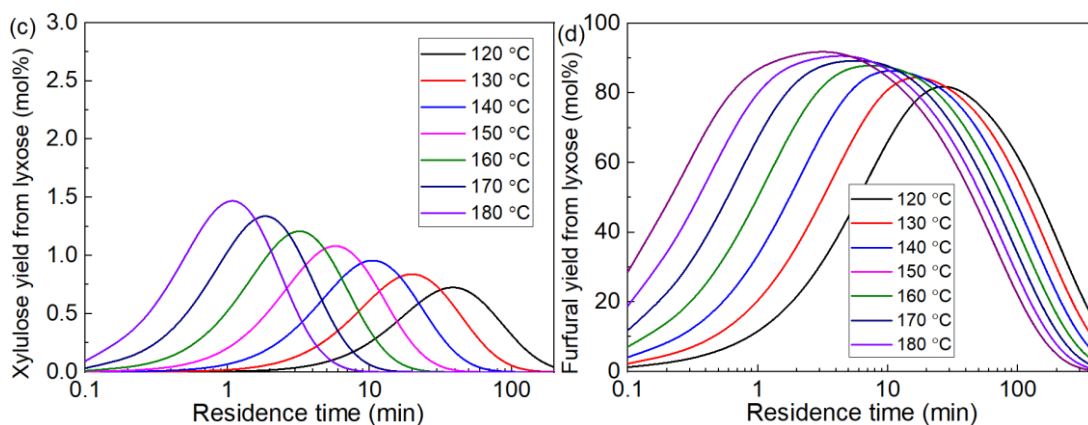 (c)
Xylulose yield from lyxose (mol%)
3.0
2.5
2.0
1.5
1.0
0.5
0.0
0.1
1
10
100
Residence time (min)
120 °C
130 °C
140 °C
150 °C
160 °C
170 °C
180 °C
(d)
Furfural yield from lyxose (mol%)
100
80
60
40
20
0
0.1
1
10
100
Residence time (min)
120 °C
130 °C
140 °C
150 °C
160 °C
170 °C
180 °C